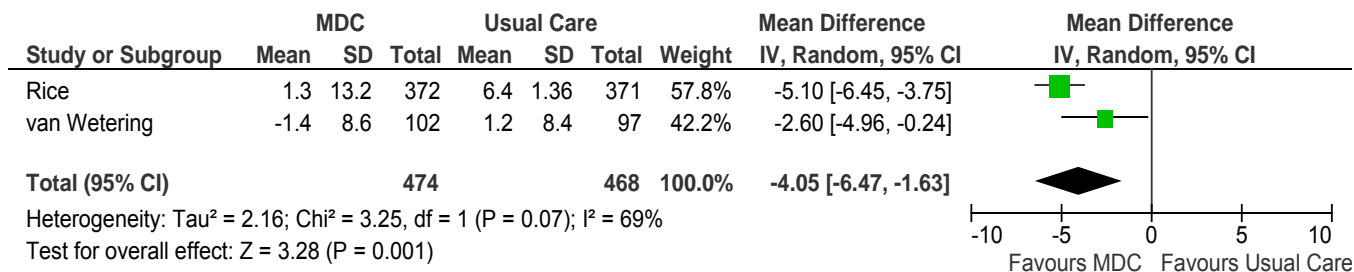 MDC Usual Care Mean Difference Mean Difference
Study or Subgroup Mean SD Total Mean SD Total Weight IV, Random, 95% CI IV, Random, 95% CI
Rice 1.3 13.2 372 6.4 1.36 371 57.8% -5.10 [-6.45, -3.75]
van Wetering -1.4 8.6 102 1.2 8.4 97 42.2% -2.60 [-4.96, -0.24]
Total (95% CI) 474 468 100.0% -4.05 [-6.47, -1.63]
Heterogeneity: Tau² = 2.16; Chi² = 3.25, df = 1 (P = 0.07); I² = 69%
Test for overall effect: Z = 3.28 (P = 0.001)
-10 -5 0 5 10
Favours MDC Favours Usual Care